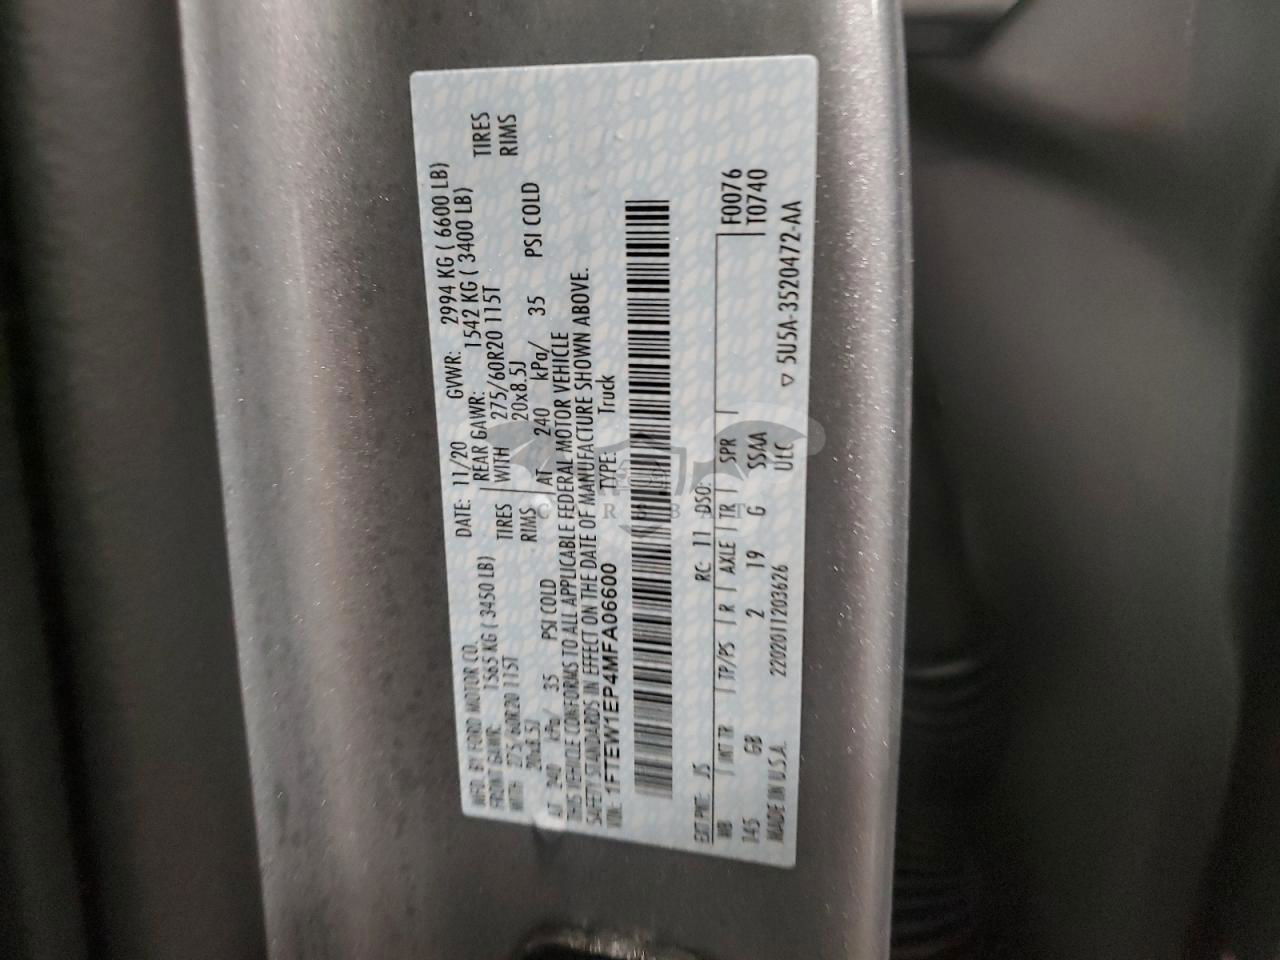 MFD. BY FORD MOTOR CO. DATE: 11/20 GVWR: 2994 KG ( 6600 LB)
FRONT GAWR: 1565 KG ( 3450 LB) REAR GAWR: 1542 KG ( 3400 LB)
WITH 275/60R20 115T TIRES WITH 275/60R20 115T TIRES
20x8.5J RIMS 20x8.5J RIMS
AT 240 kPa/ 35 PSI COLD AT 240 kPa/ 35 PSI COLD
THIS VEHICLE CONFORMS TO ALL APPLICABLE FEDERAL MOTOR VEHICLE
SAFETY STANDARDS IN EFFECT ON THE DATE OF MANUFACTURE SHOWN ABOVE.
VIN: 1FTEW1EP4MFA06600 TYPE: Truck
EXT PNT: JS RC: 11 DSO: F0076
WB INT TR TP/PS R AXLE TR SPR T0740
145 GB 2 19 G SSAA
MADE IN U.S.A. 2202011203626 ULC ▽ 5U5A-3520472-AA
CARSBAT